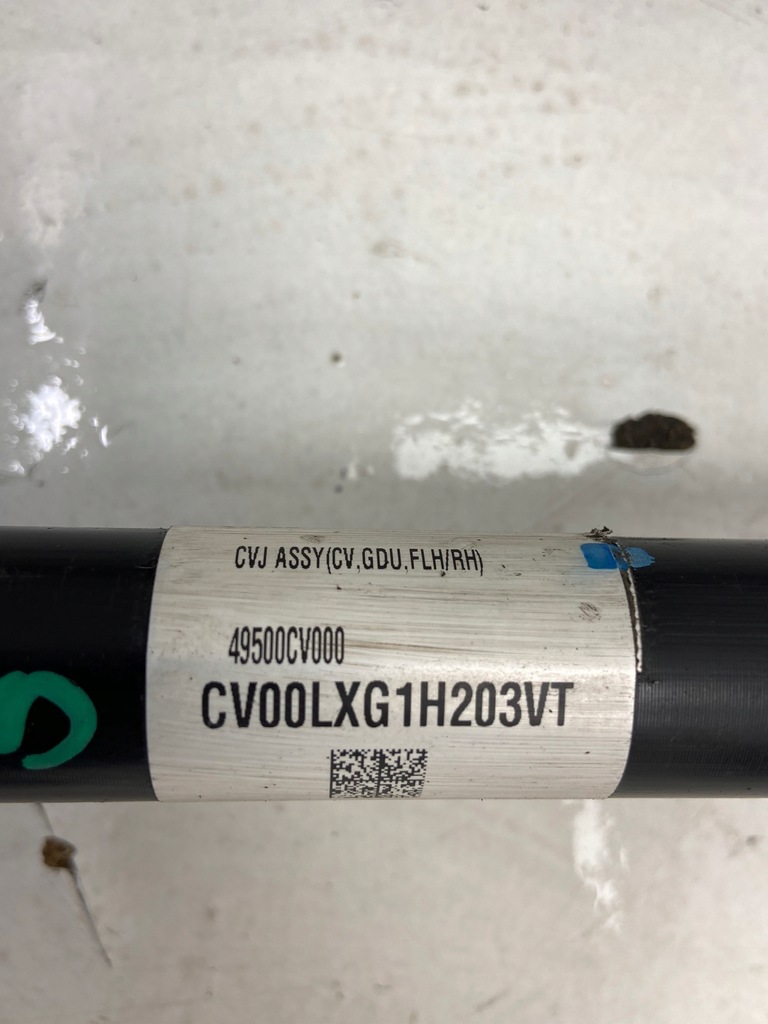 CVJ ASSY(CV,GDU,FLH/RH)
49500CV000
CV00LXG1H203VT